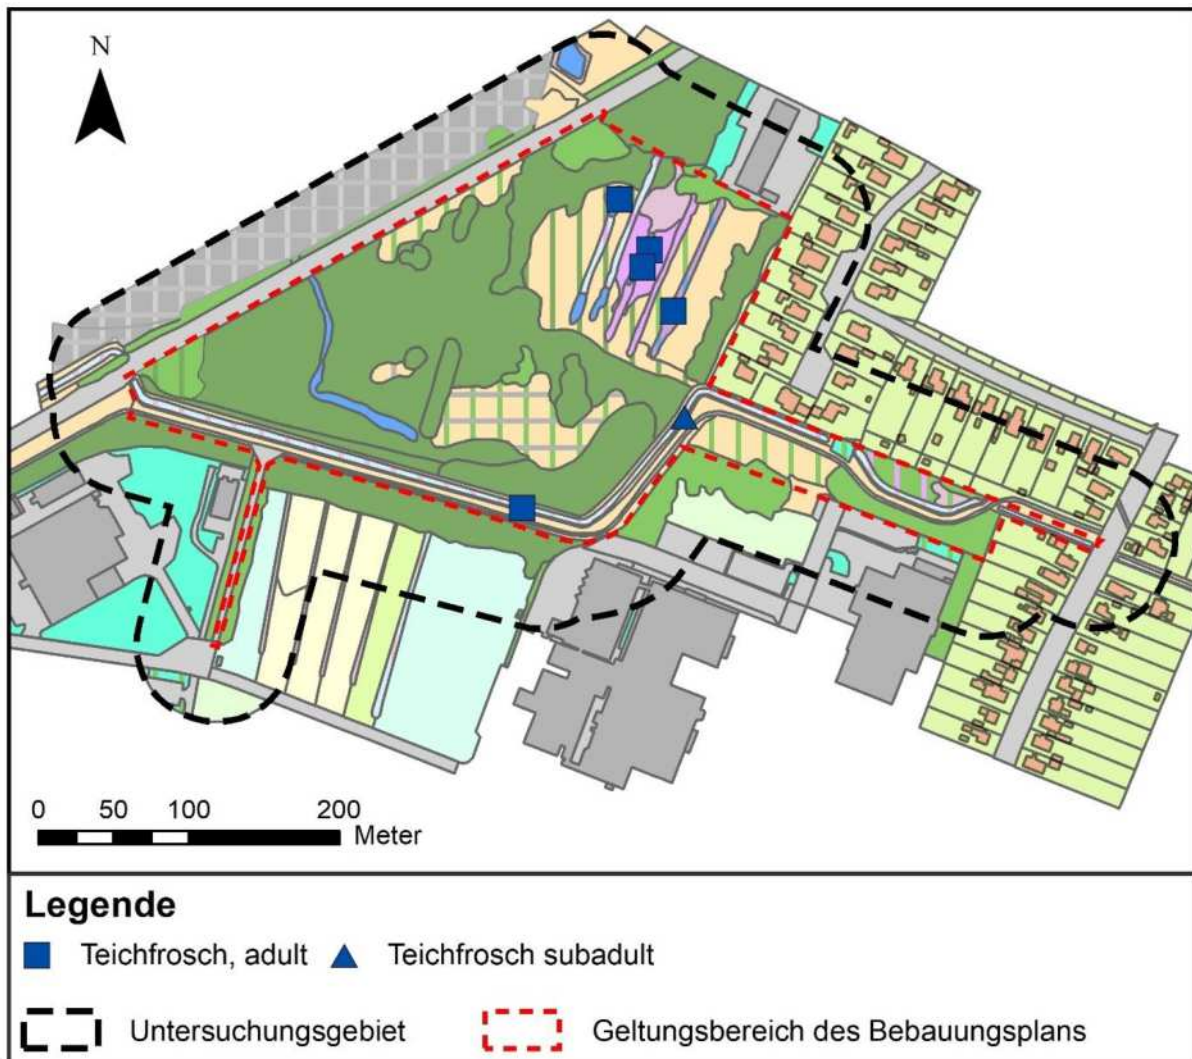 N
0 50 100 200
Meter
Legende
Teichfrosch, adult Teichfrosch subadult
Untersuchungsgebiet Geltungsbereich des Bebauungsplans